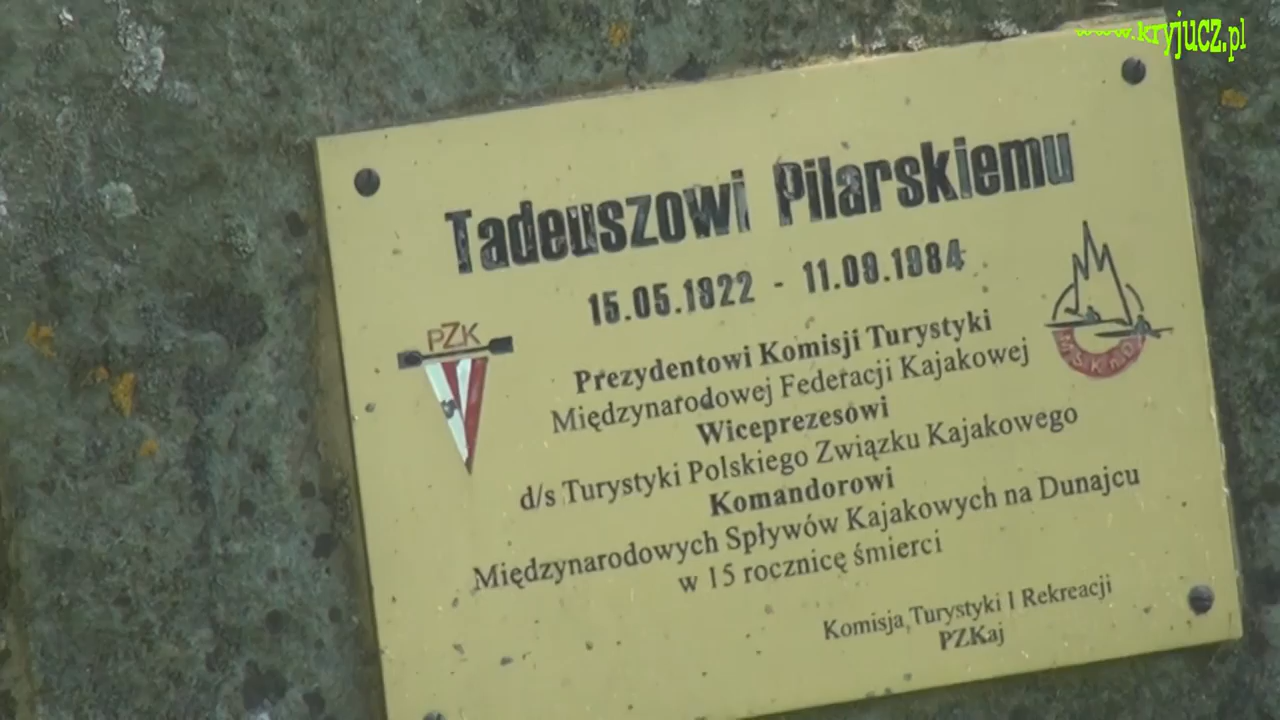 www.kryjucz.pl
Tadeuszowi Pilarskiemu
15.05.1922 - 11.09.1984
PZK
MSKnD
Prezydentowi Komisji Turystyki
Międzynarodowej Federacji Kajakowej
Wiceprezesowi
d/s Turystyki Polskiego Związku Kajakowego
Komandorowi
Międzynarodowych Spływów Kajakowych na Dunajcu
w 15 rocznicę śmierci
Komisja Turystyki I Rekreacji
PZKaj